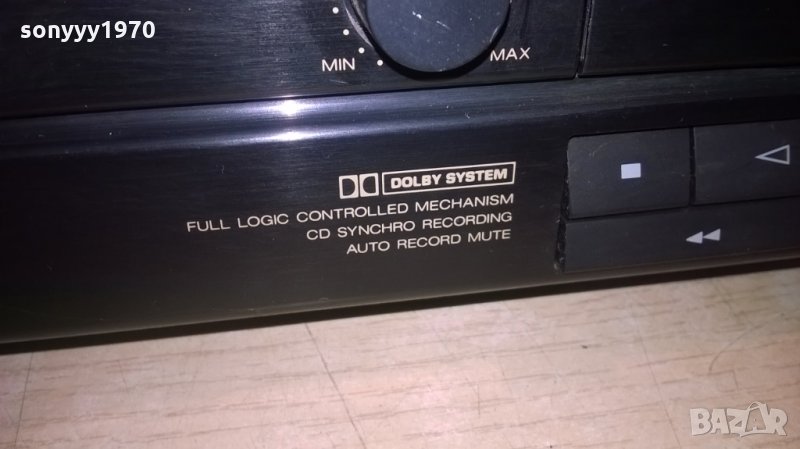 sonyyy1970
MIN MAX
DOLBY SYSTEM
FULL LOGIC CONTROLLED MECHANISM
CD SYNCHRO RECORDING
AUTO RECORD MUTE
BAZAR